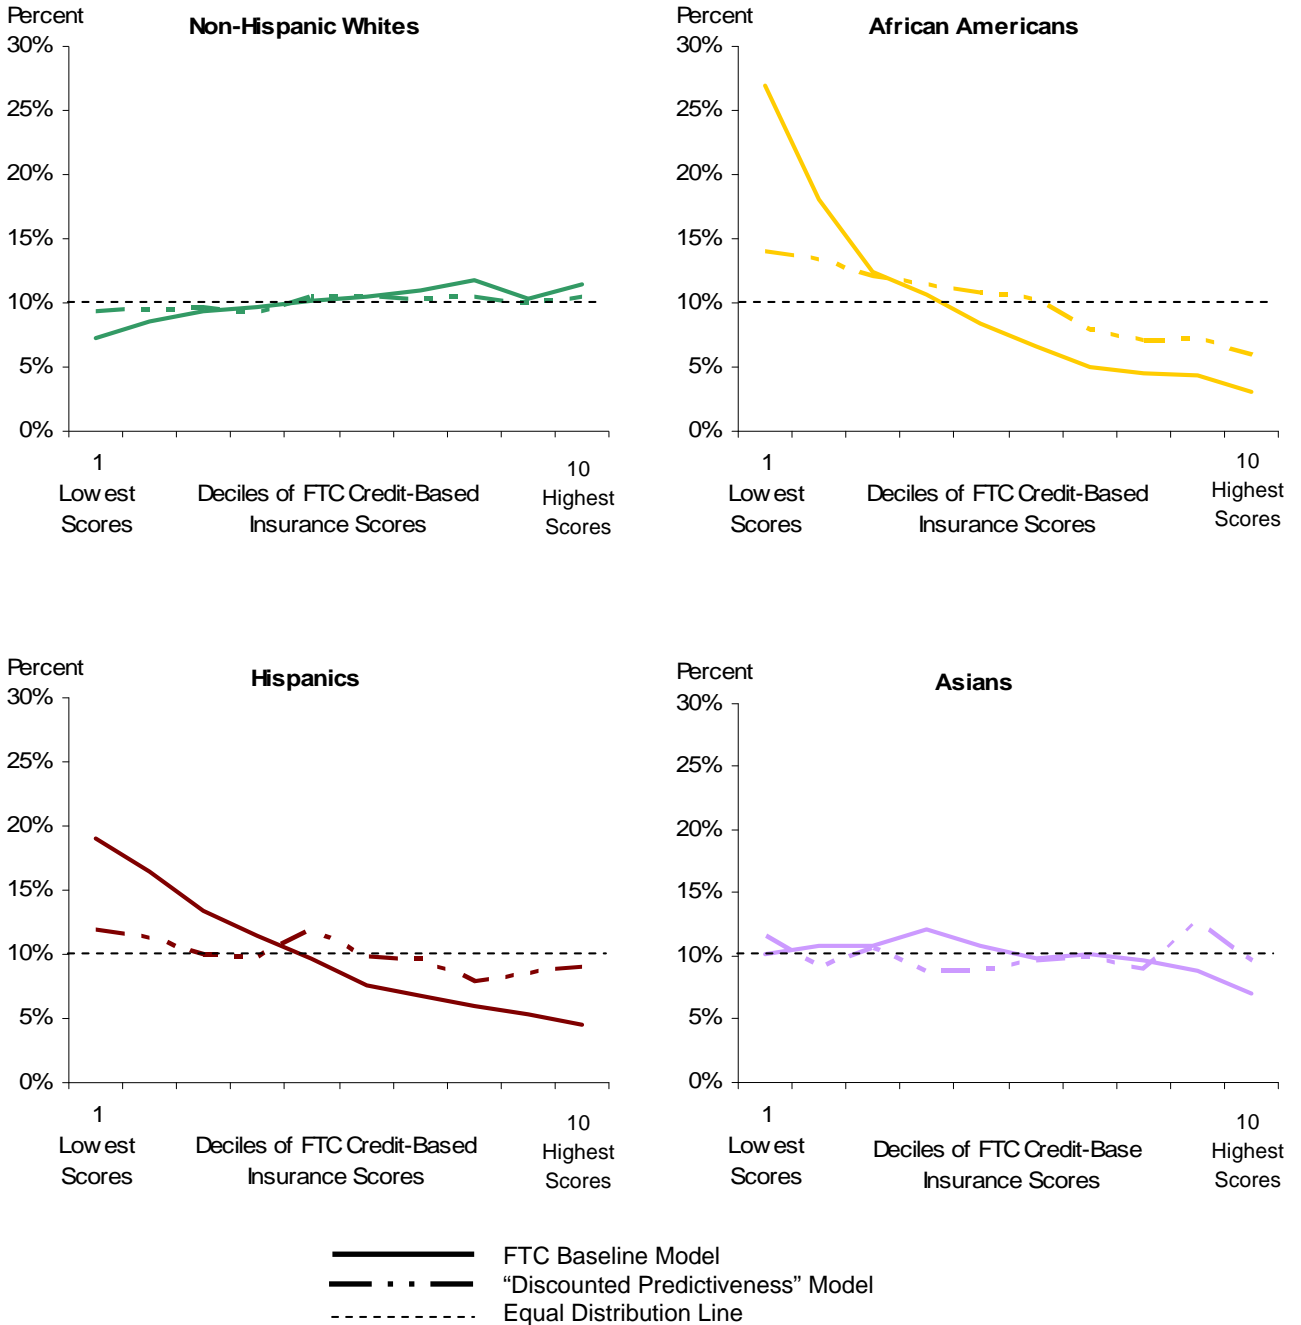 Percent
Non-Hispanic Whites
30%
25%
20%
15%
10%
5%
0%
1
Lowest
Scores
Deciles of FTC Credit-Based
Insurance Scores
10
Highest
Scores
Percent
African Americans
30%
25%
20%
15%
10%
5%
0%
1
Lowest
Scores
Deciles of FTC Credit-Based
Insurance Scores
10
Highest
Scores
Percent
Hispanics
30%
25%
20%
15%
10%
5%
0%
1
Lowest
Scores
Deciles of FTC Credit-Based
Insurance Scores
10
Highest
Scores
Percent
Asians
30%
25%
20%
15%
10%
5%
0%
1
Lowest
Scores
Deciles of FTC Credit-Base
Insurance Scores
10
Highest
Scores
FTC Baseline Model
“Discounted Predictiveness” Model
Equal Distribution Line